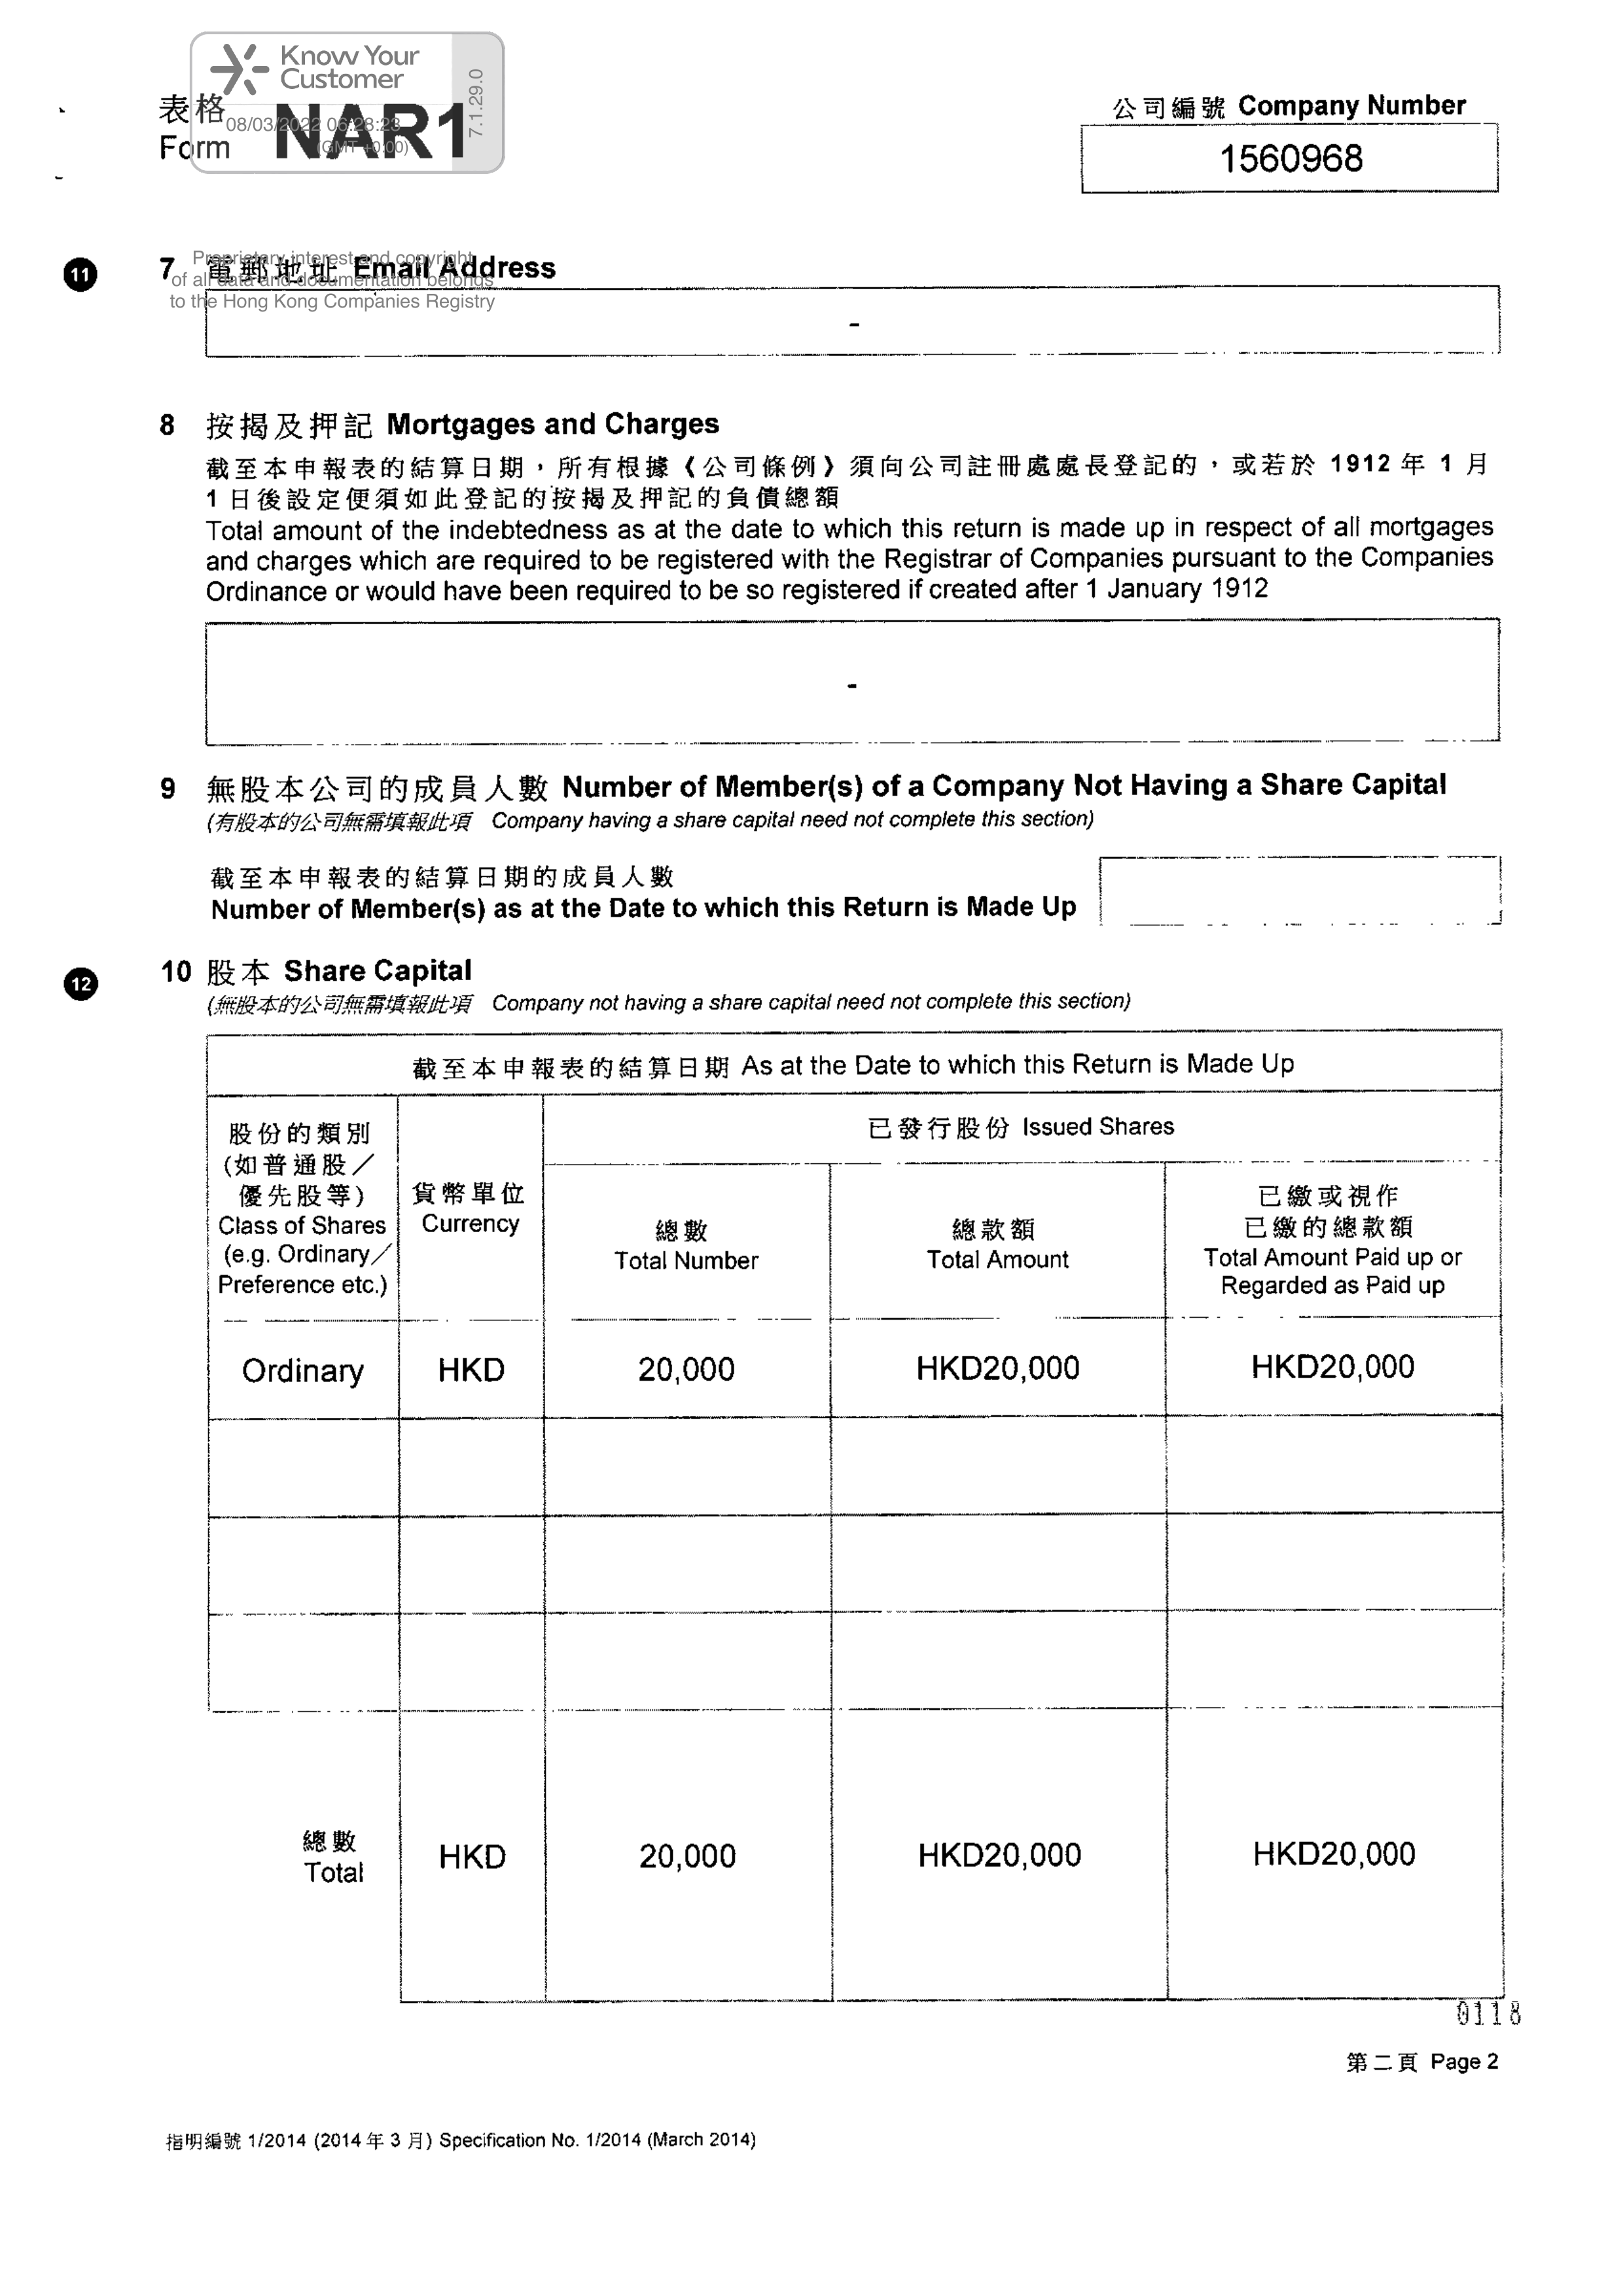 Know Your
Customer
7.1.29.0
08/03/2022 06:28:23
(GMT +0:00)
表格
Form NAR1
公司編號 Company Number
1560968
Proprietary interest and copyright
of all data and documentation belongs
to the Hong Kong Companies Registry
11
7 電郵地址 Email Address
-
8 按揭及押記 Mortgages and Charges
截至本申報表的結算日期，所有根據《公司條例》須向公司註冊處處長登記的，或若於 1912 年 1 月
1 日後設定便須如此登記的按揭及押記的負債總額
Total amount of the indebtedness as at the date to which this return is made up in respect of all mortgages
and charges which are required to be registered with the Registrar of Companies pursuant to the Companies
Ordinance or would have been required to be so registered if created after 1 January 1912
-
9 無股本公司的成員人數 Number of Member(s) of a Company Not Having a Share Capital
(有股本的公司無需填報此項 Company having a share capital need not complete this section)
截至本申報表的結算日期的成員人數
Number of Member(s) as at the Date to which this Return is Made Up
12
10 股本 Share Capital
(無股本的公司無需填報此項 Company not having a share capital need not complete this section)
截至本申報表的結算日期 As at the Date to which this Return is Made Up
股份的類別
(如普通股／
優先股等)
Class of Shares
(e.g. Ordinary／
Preference etc.)
貨幣單位
Currency
已發行股份 Issued Shares
總數
Total Number
總款額
Total Amount
已繳或視作
已繳的總款額
Total Amount Paid up or
Regarded as Paid up
Ordinary HKD 20,000 HKD20,000 HKD20,000
總數
Total
HKD 20,000 HKD20,000 HKD20,000
0118
第二頁 Page 2
指明編號 1/2014 (2014 年 3 月) Specification No. 1/2014 (March 2014)